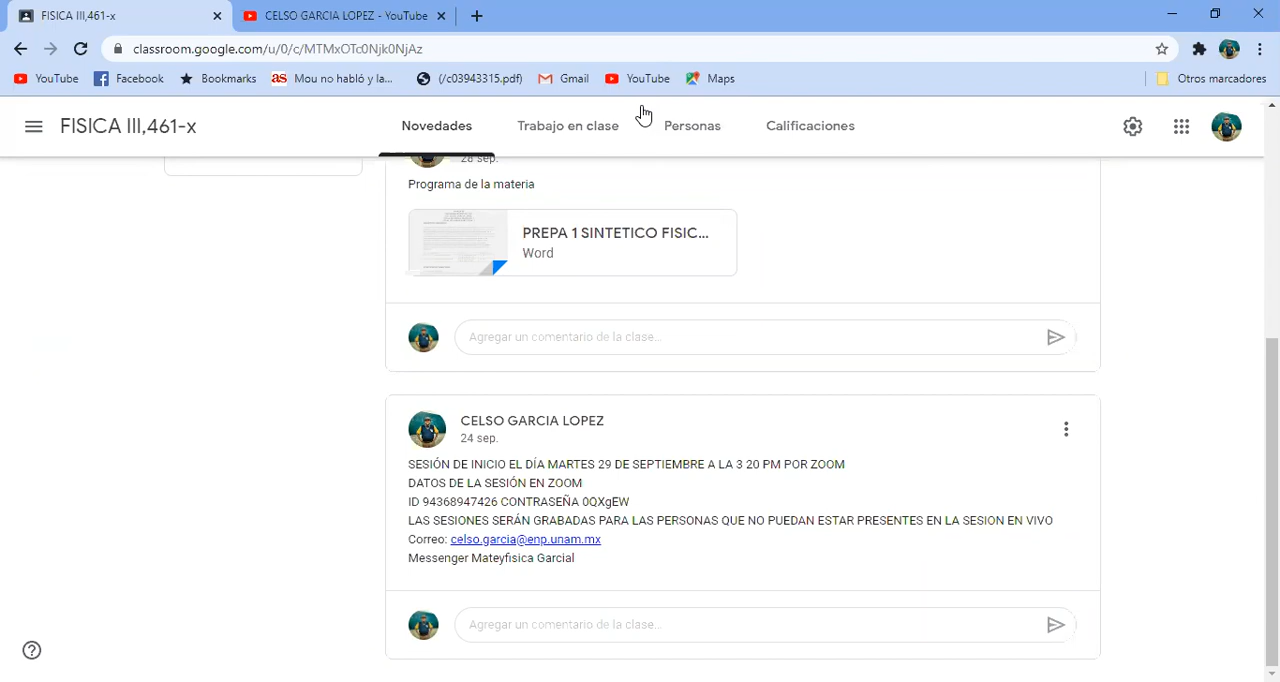 FISICA III,461-x
CELSO GARCIA LOPEZ - YouTube
classroom.google.com/u/0/c/MTMxOTc0Njk0NjAz
YouTube Facebook Bookmarks as Mou no habló y la... (/c03943315.pdf) Gmail YouTube Maps Otros marcadores
FISICA III,461-x Novedades Trabajo en clase Personas Calificaciones
28 sep.
Programa de la materia
PREPA 1 SINTETICO FISIC...
Word
Agregar un comentario de la clase...
CELSO GARCIA LOPEZ
24 sep.
SESIÓN DE INICIO EL DÍA MARTES 29 DE SEPTIEMBRE A LA 3 20 PM POR ZOOM
DATOS DE LA SESIÓN EN ZOOM
ID 94368947426 CONTRASEÑA 0QXgEW
LAS SESIONES SERÁN GRABADAS PARA LAS PERSONAS QUE NO PUEDAN ESTAR PRESENTES EN LA SESION EN VIVO
Correo: celso.garcia@enp.unam.mx
Messenger Mateyfisica Garcial
Agregar un comentario de la clase...